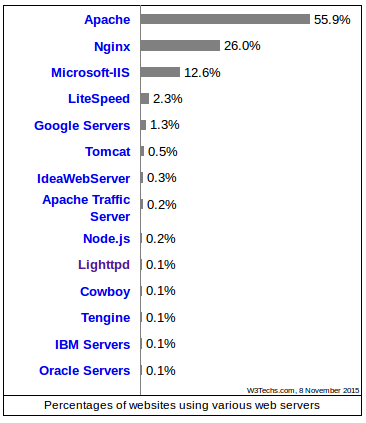 Apache 55.9%
Nginx 26.0%
Microsoft-IIS 12.6%
LiteSpeed 2.3%
Google Servers 1.3%
Tomcat 0.5%
IdeaWebServer 0.3%
Apache Traffic
Server 0.2%
Node.js 0.2%
Lighttpd 0.1%
Cowboy 0.1%
Tengine 0.1%
IBM Servers 0.1%
Oracle Servers 0.1%
W3Techs.com, 8 November 2015
Percentages of websites using various web servers